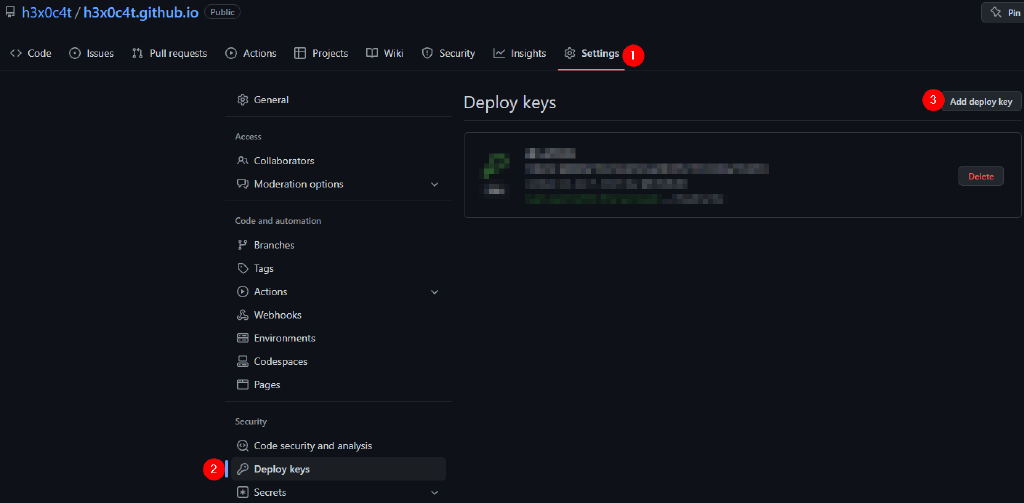 h3x0c4t / h3x0c4t.github.io Public Pin
Code Issues Pull requests Actions Projects Wiki Security Insights Settings 1
General
Deploy keys
3 Add deploy key
Access
Collaborators
Moderation options
Delete
Code and automation
Branches
Tags
Actions
Webhooks
Environments
Codespaces
Pages
Security
Code security and analysis
2 Deploy keys
Secrets